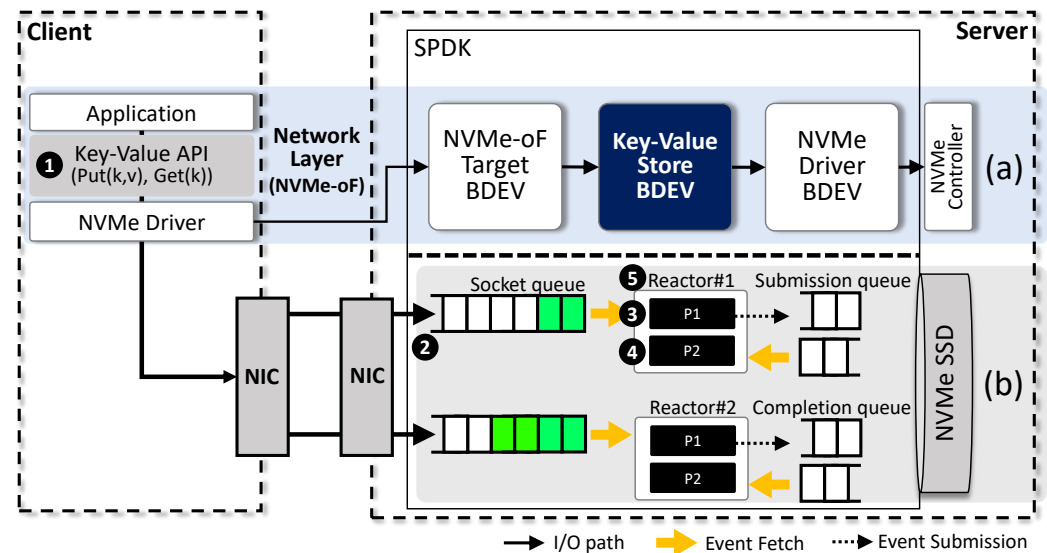 Client
Server
SPDK
Application
1
Key-Value API
(Put(k,v), Get(k))
NVMe Driver
Network
Layer
(NVMe-oF)
NVMe-oF
Target
BDEV
Key-Value
Store
BDEV
NVMe
Driver
BDEV
NVMe
Controller
(a)
Socket queue
5
Reactor#1
Submission queue
2
3
P1
4
P2
NIC
NIC
Reactor#2
Completion queue
P1
P2
NVMe SSD
(b)
I/O path
Event Fetch
Event Submission